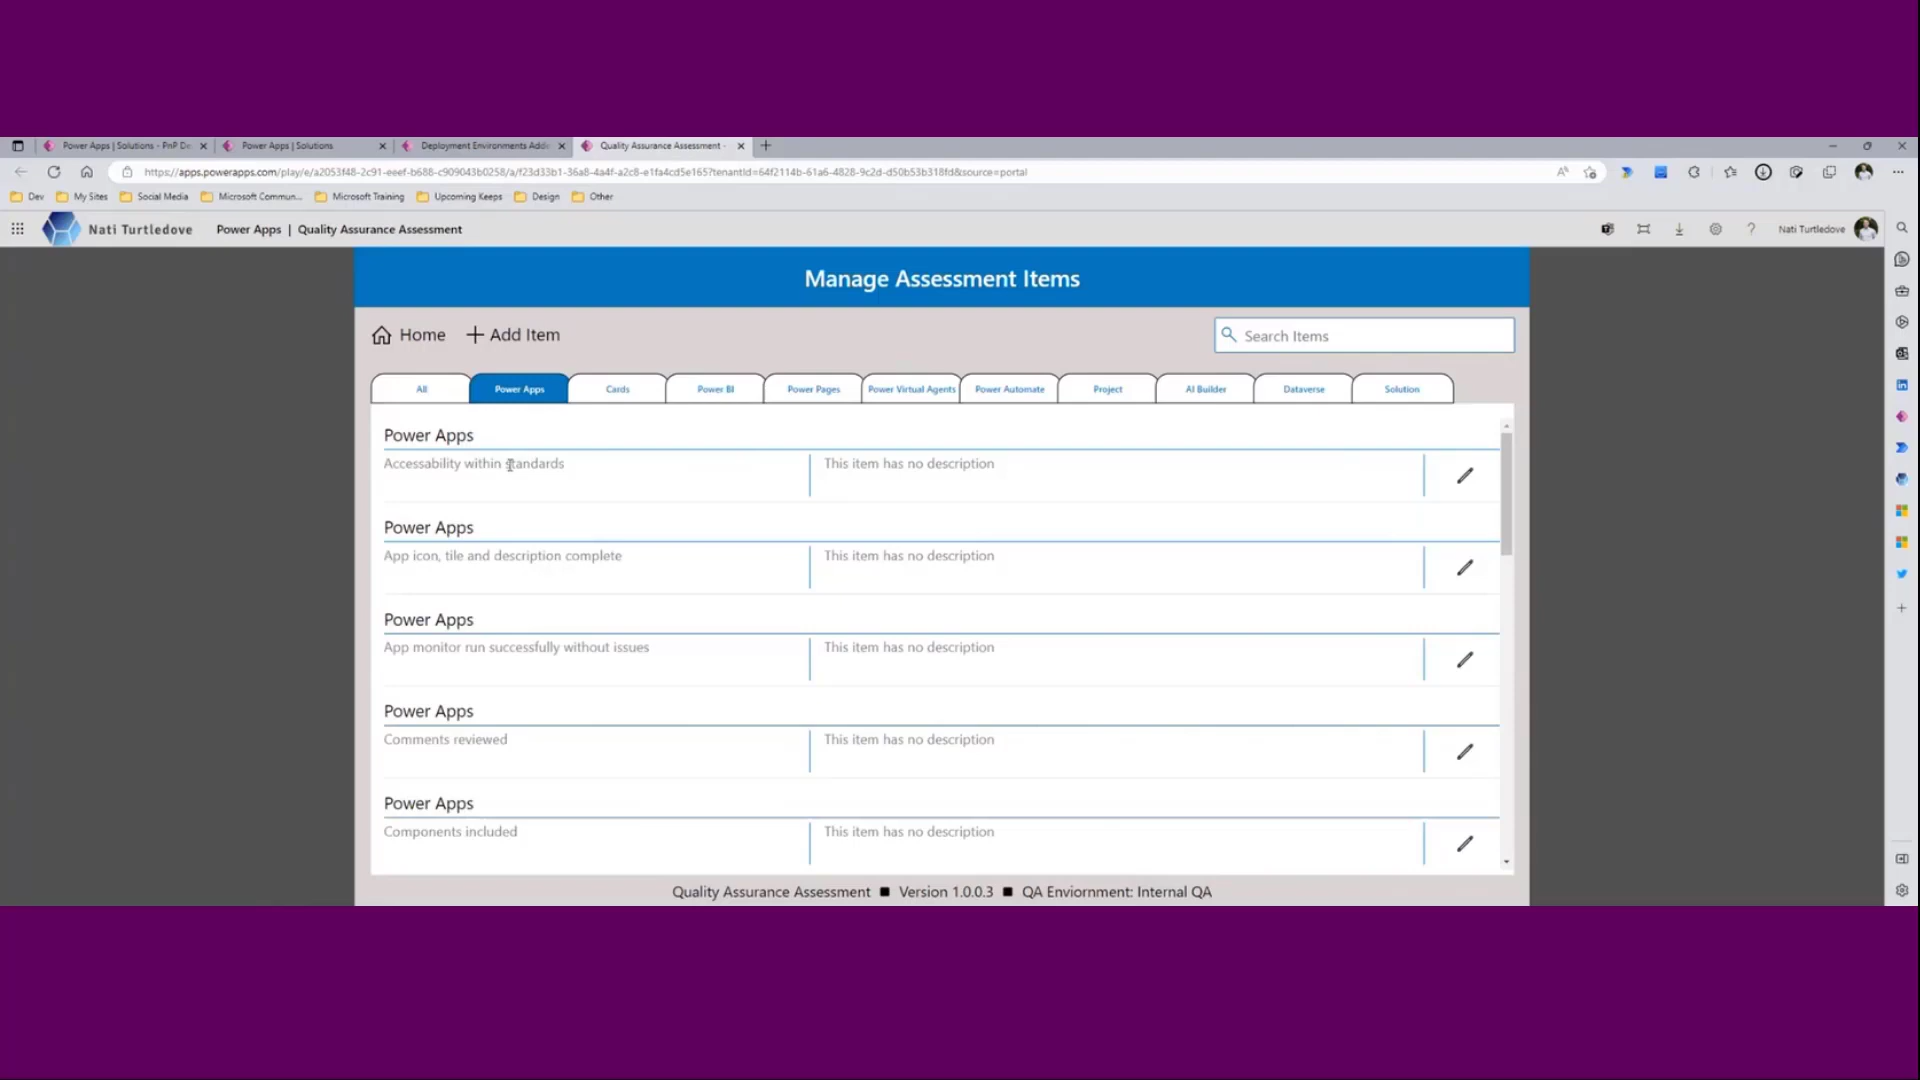 Power Apps | Solutions - PnP De
Power Apps | Solutions
Deployment Environments Addi
Quality Assurance Assessment -
https://apps.powerapps.com/play/e/a2053f48-2c91-eeef-b688-c909043b0258/a/f23d33b1-36a8-4a4f-a2c8-e1fa4cd5e165?tenantId=64f2114b-61a6-4828-9c2d-d50b53b318fd&source=portal
Dev
My Sites
Social Media
Microsoft Commun...
Microsoft Training
Upcoming Keeps
Design
Other
Nati Turtledove
Power Apps | Quality Assurance Assessment
Nati Turtledove
Manage Assessment Items
Home
Add Item
Search Items
All
Power Apps
Cards
Power BI
Power Pages
Power Virtual Agents
Power Automate
Project
AI Builder
Dataverse
Solution
Power Apps
Accessability within standards
This item has no description
Power Apps
App icon, tile and description complete
This item has no description
Power Apps
App monitor run successfully without issues
This item has no description
Power Apps
Comments reviewed
This item has no description
Power Apps
Components included
This item has no description
Quality Assurance Assessment ■ Version 1.0.0.3 ■ QA Enviornment: Internal QA